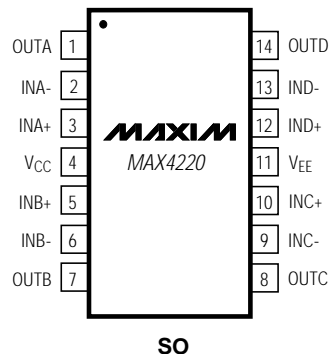 OUTA 1 14 OUTD
INA- 2 13 IND-
INA+ 3 MAXIM 12 IND+
VCC 4 MAX4220 11 VEE
INB+ 5 10 INC+
INB- 6 9 INC-
OUTB 7 8 OUTC
SO